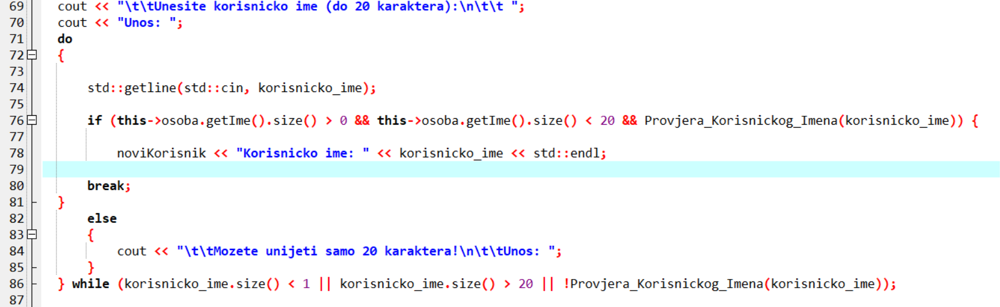 69 cout << "\t\tUnesite korisnicko ime (do 20 karaktera):\n\t\t ";
70 cout << "Unos: ";
71 do
72 {
73
74 std::getline(std::cin, korisnicko_ime);
75
76 if (this->osoba.getIme().size() > 0 && this->osoba.getIme().size() < 20 && Provjera_Korisnickog_Imena(korisnicko_ime)) {
77
78 noviKorisnik << "Korisnicko ime: " << korisnicko_ime << std::endl;
79
80 break;
81 }
82 else
83 {
84 cout << "\t\tMozete unijeti samo 20 karaktera!\n\t\tUnos: ";
85 }
86 } while (korisnicko_ime.size() < 1 || korisnicko_ime.size() > 20 || !Provjera_Korisnickog_Imena(korisnicko_ime));
87